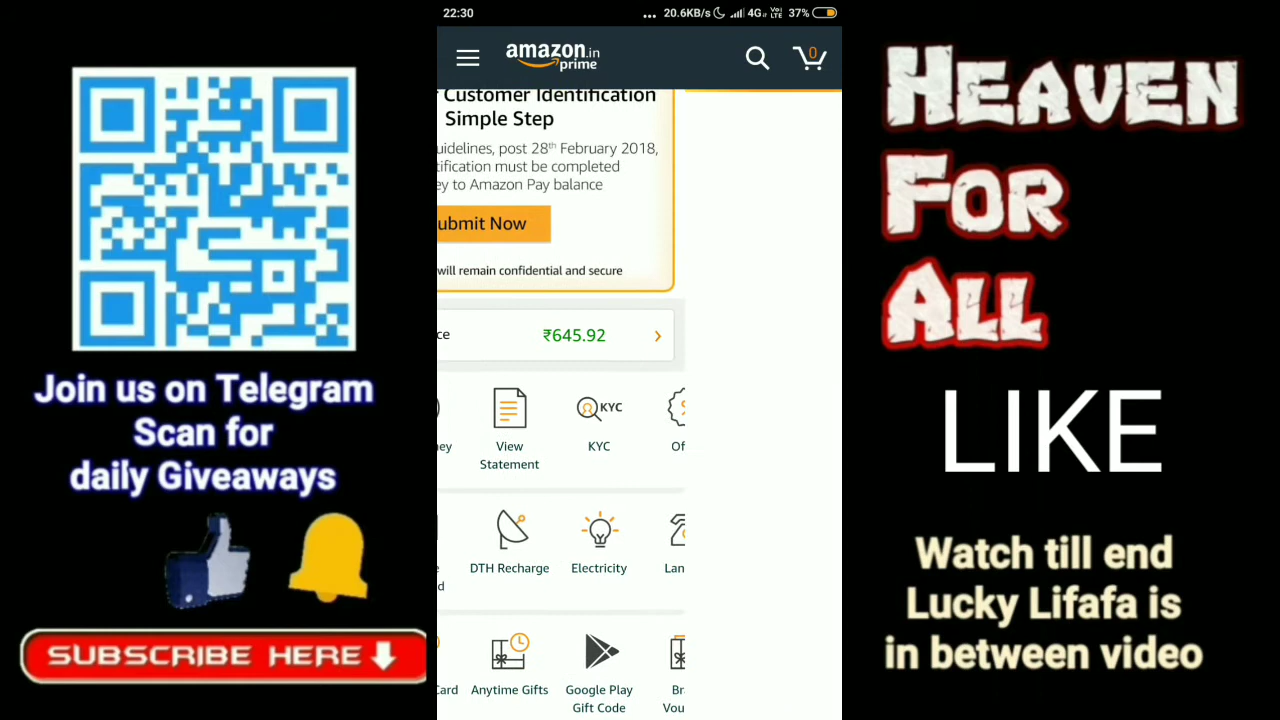 Join us on Telegram
Scan for
daily Giveaways
SUBSCRIBE HERE
22:30
20.6KB/s
4G
Vo)
LTE
37%
amazon.in
prime
0
Customer Identification
Simple Step
uidelines, post 28th February 2018,
tification must be completed
ey to Amazon Pay balance
ubmit Now
will remain confidential and secure
ce
₹645.92
ney
View
Statement
KYC
KYC
Of
DTH Recharge
Electricity
Lan
e
d
Card
Anytime Gifts
Google Play
Gift Code
Br
Vou
HEAVEN
FOR
ALL
LIKE
Watch till end
Lucky Lifafa is
in between video